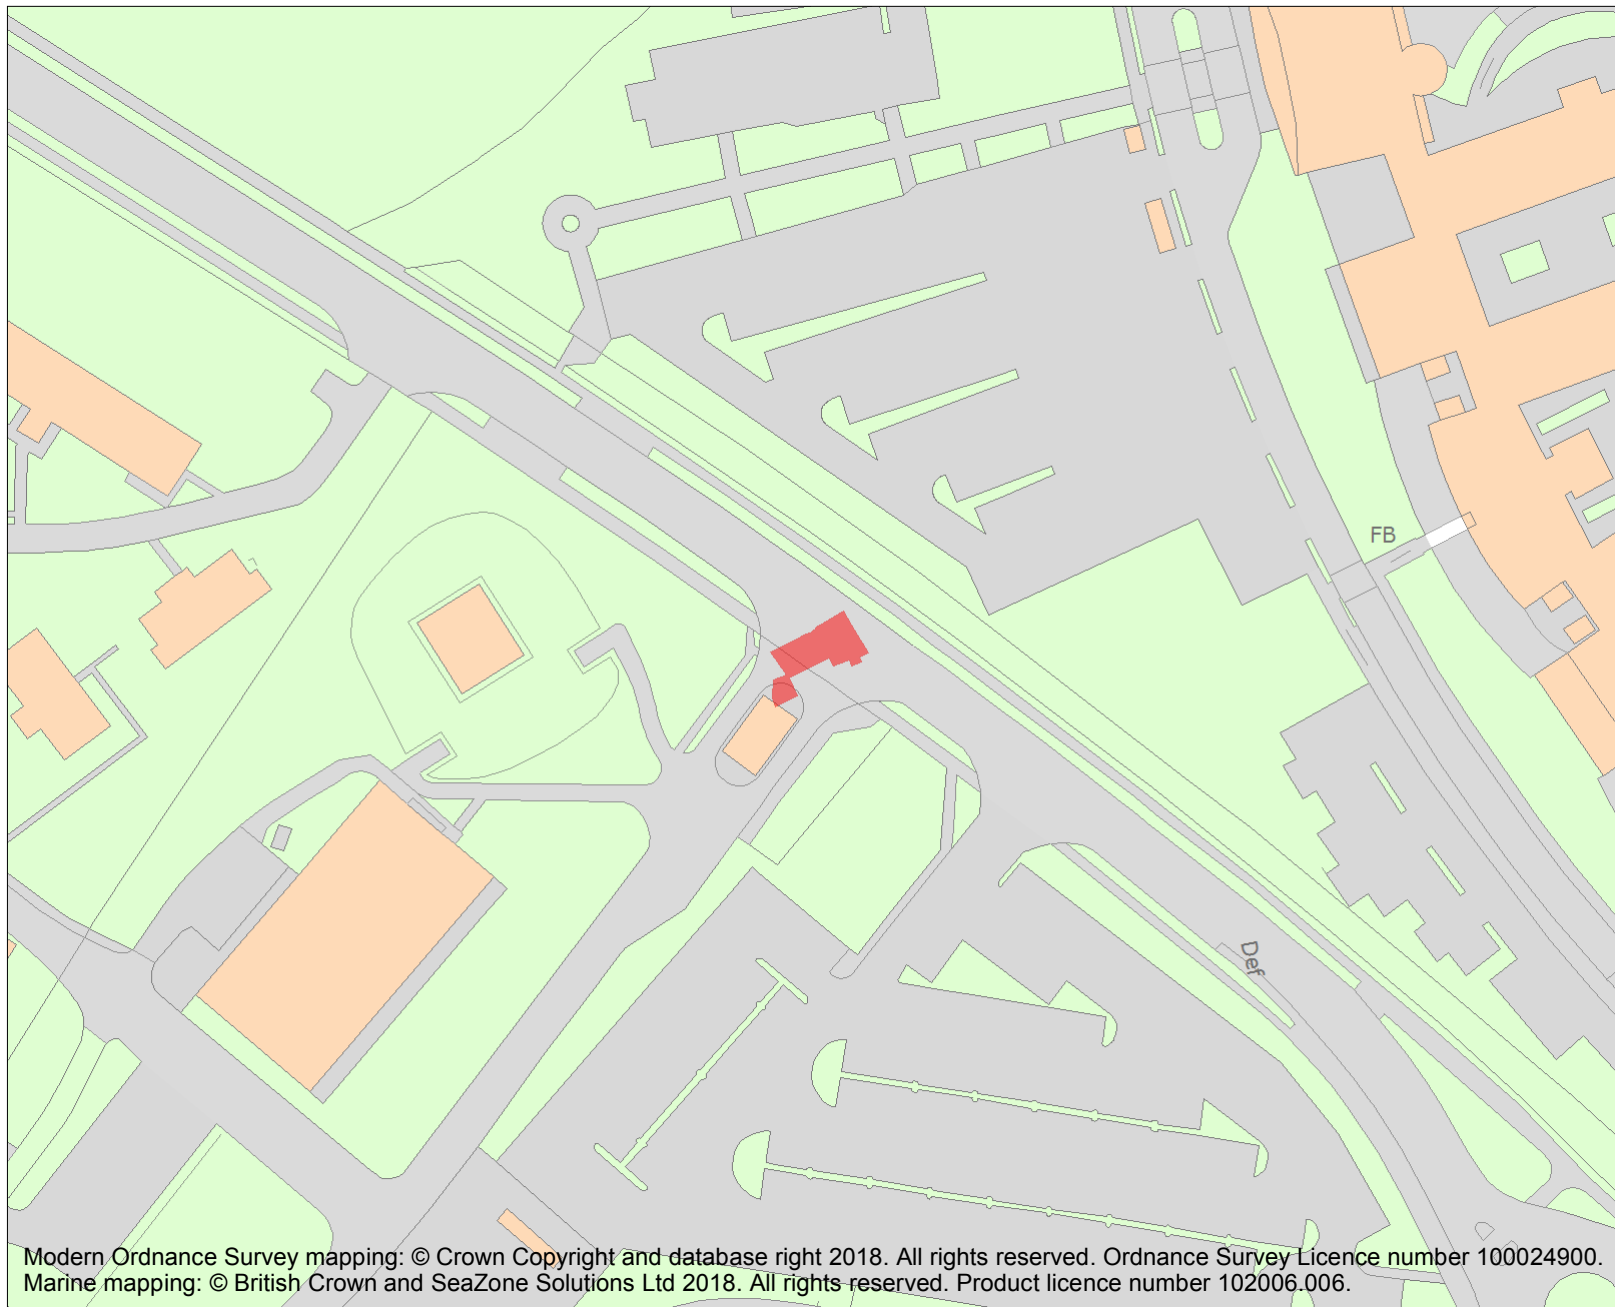 FB
Def
Modern Ordnance Survey mapping: © Crown Copyright and database right 2018. All rights reserved. Ordnance Survey Licence number 100024900.
Marine mapping: © British Crown and SeaZone Solutions Ltd 2018. All rights reserved. Product licence number 102006.006.